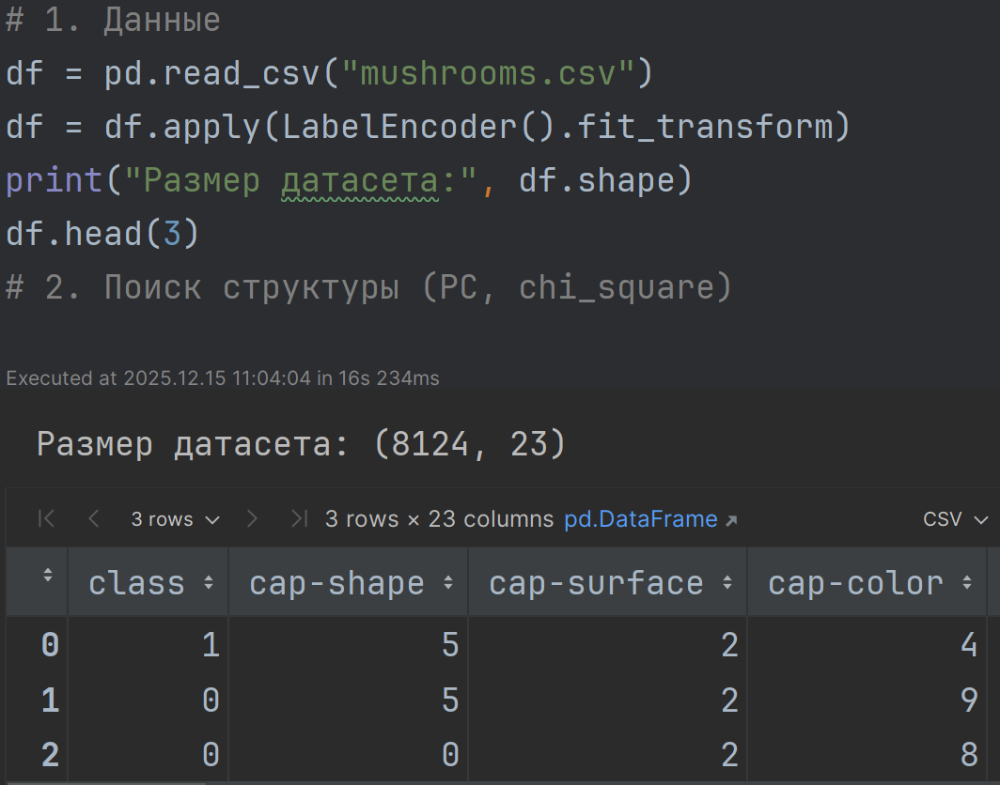 # 1. Данные
df = pd.read_csv("mushrooms.csv")
df = df.apply(LabelEncoder().fit_transform)
print("Размер датасета:", df.shape)
df.head(3)
# 2. Поиск структуры (PC, chi_square)
Executed at 2025.12.15 11:04:04 in 16s 234ms
Размер датасета: (8124, 23)
3 rows 3 rows × 23 columns pd.DataFrame CSV
class cap-shape cap-surface cap-color
0 1 5 2 4
1 0 5 2 9
2 0 0 2 8